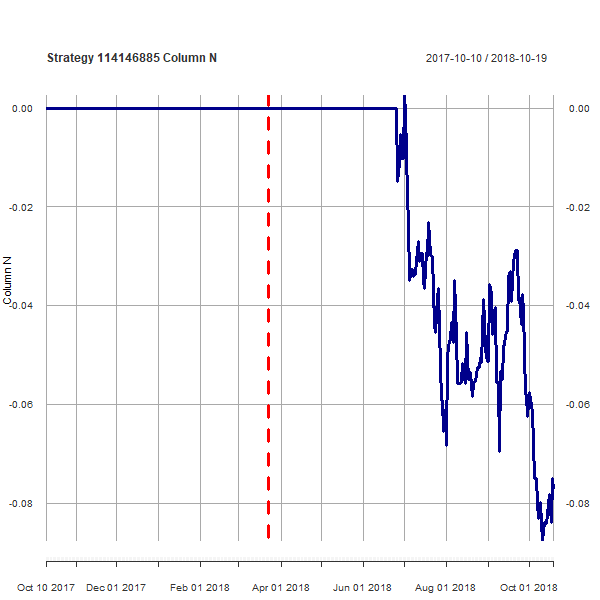 Strategy 114146885 Column N
2017-10-10 / 2018-10-19
0.00
0.00
-0.02
-0.02
Column N
-0.04
-0.04
-0.06
-0.06
-0.08
-0.08
Oct 10 2017
Dec 01 2017
Feb 01 2018
Apr 01 2018
Jun 01 2018
Aug 01 2018
Oct 01 2018